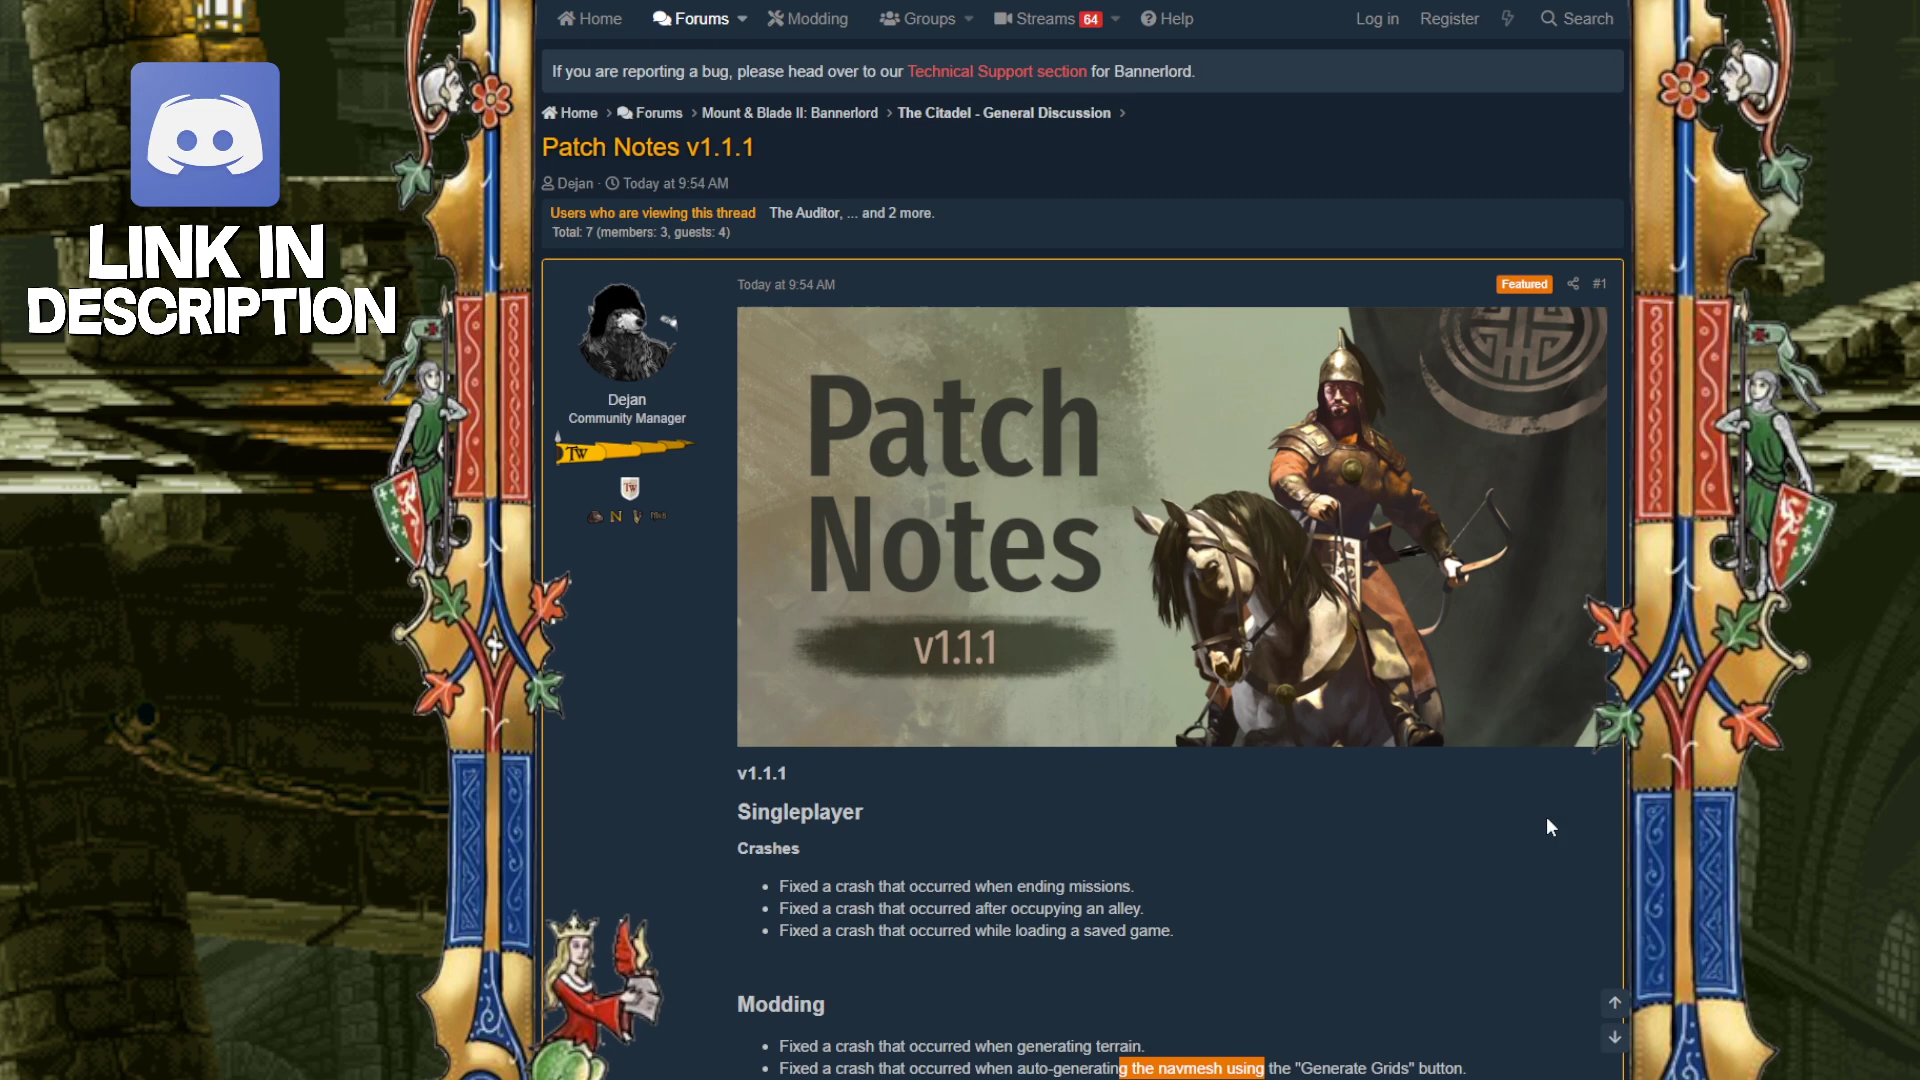 Home Forums Modding Groups Streams 64 Help Log in Register Search
LINK IN
DESCRIPTION
If you are reporting a bug, please head over to our Technical Support section for Bannerlord.
Home > Forums > Mount & Blade II: Bannerlord > The Citadel - General Discussion >
Patch Notes v1.1.1
Dejan · Today at 9:54 AM
Users who are viewing this thread The Auditor, ... and 2 more.
Total: 7 (members: 3, guests: 4)
Today at 9:54 AM Featured #1
Dejan
Community Manager
TW
TW
N
Patch
Notes
v1.1.1
v1.1.1
Singleplayer
Crashes
• Fixed a crash that occurred when ending missions.
• Fixed a crash that occurred after occupying an alley.
• Fixed a crash that occurred while loading a saved game.
Modding
• Fixed a crash that occurred when generating terrain.
• Fixed a crash that occurred when auto-generating the navmesh using the "Generate Grids" button.